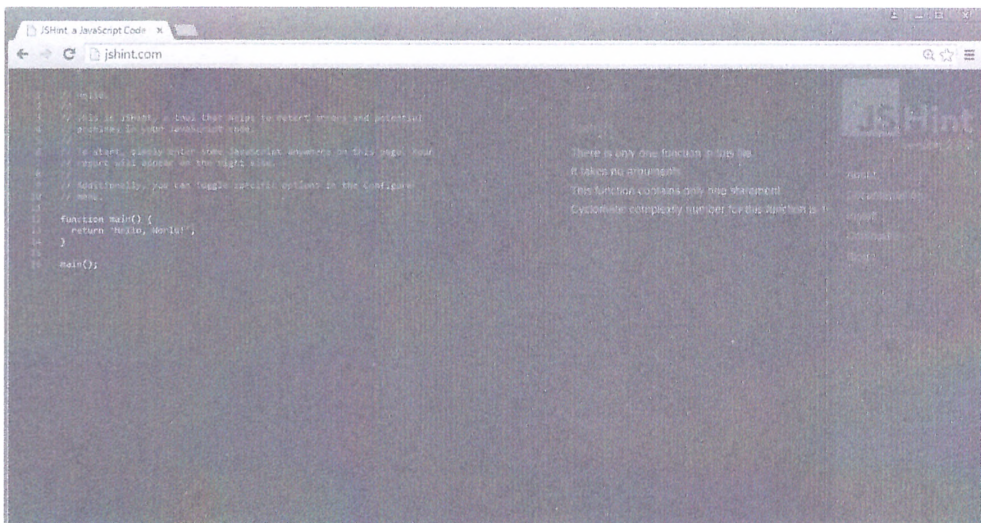 JSHint, a JavaScript Code
jshint.com
// Hello.
//
// This is JSHint, a tool that helps to detect errors and potential
// problems in your JavaScript code.
//
// To start, simply enter some JavaScript anywhere on this page. Your
// report will appear on the right side.
//
// Additionally, you can toggle specific options in the Configure
// menu.
function main() {
return 'Hello, World!';
}
main();
There is only one function in this file.
It takes no arguments.
This function contains only one statement.
Cyclomatic complexity number for this function is 1.
JSHint
About
Blog